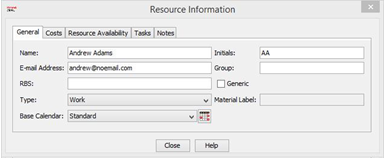 Resource Information
General Costs Resource Availability Tasks Notes
Name: Andrew Adams Initials: AA
E-mail Address: andrew@noemail.com Group:
RBS: Generic
Type: Work Material Label:
Base Calendar: Standard
Close Help